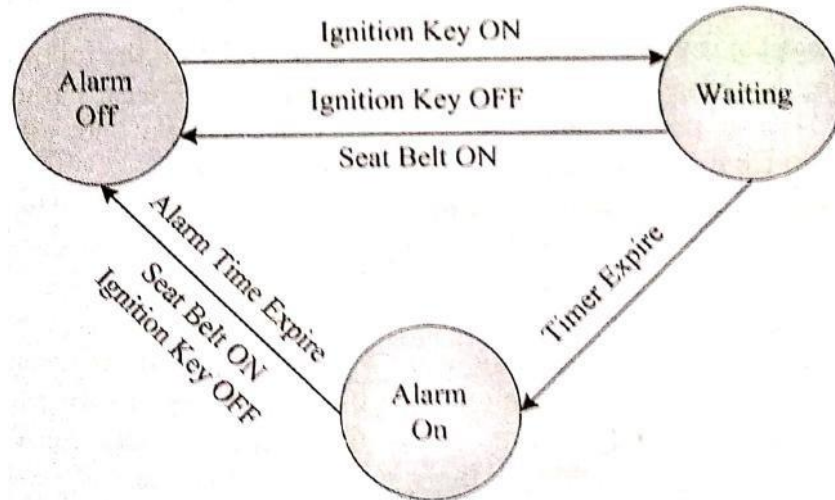 Ignition Key ON
Alarm
Off
Ignition Key OFF
Waiting
Seat Belt ON
Alarm Time Expire
Seat Belt ON
Ignition Key OFF
Timer Expire
Alarm
On